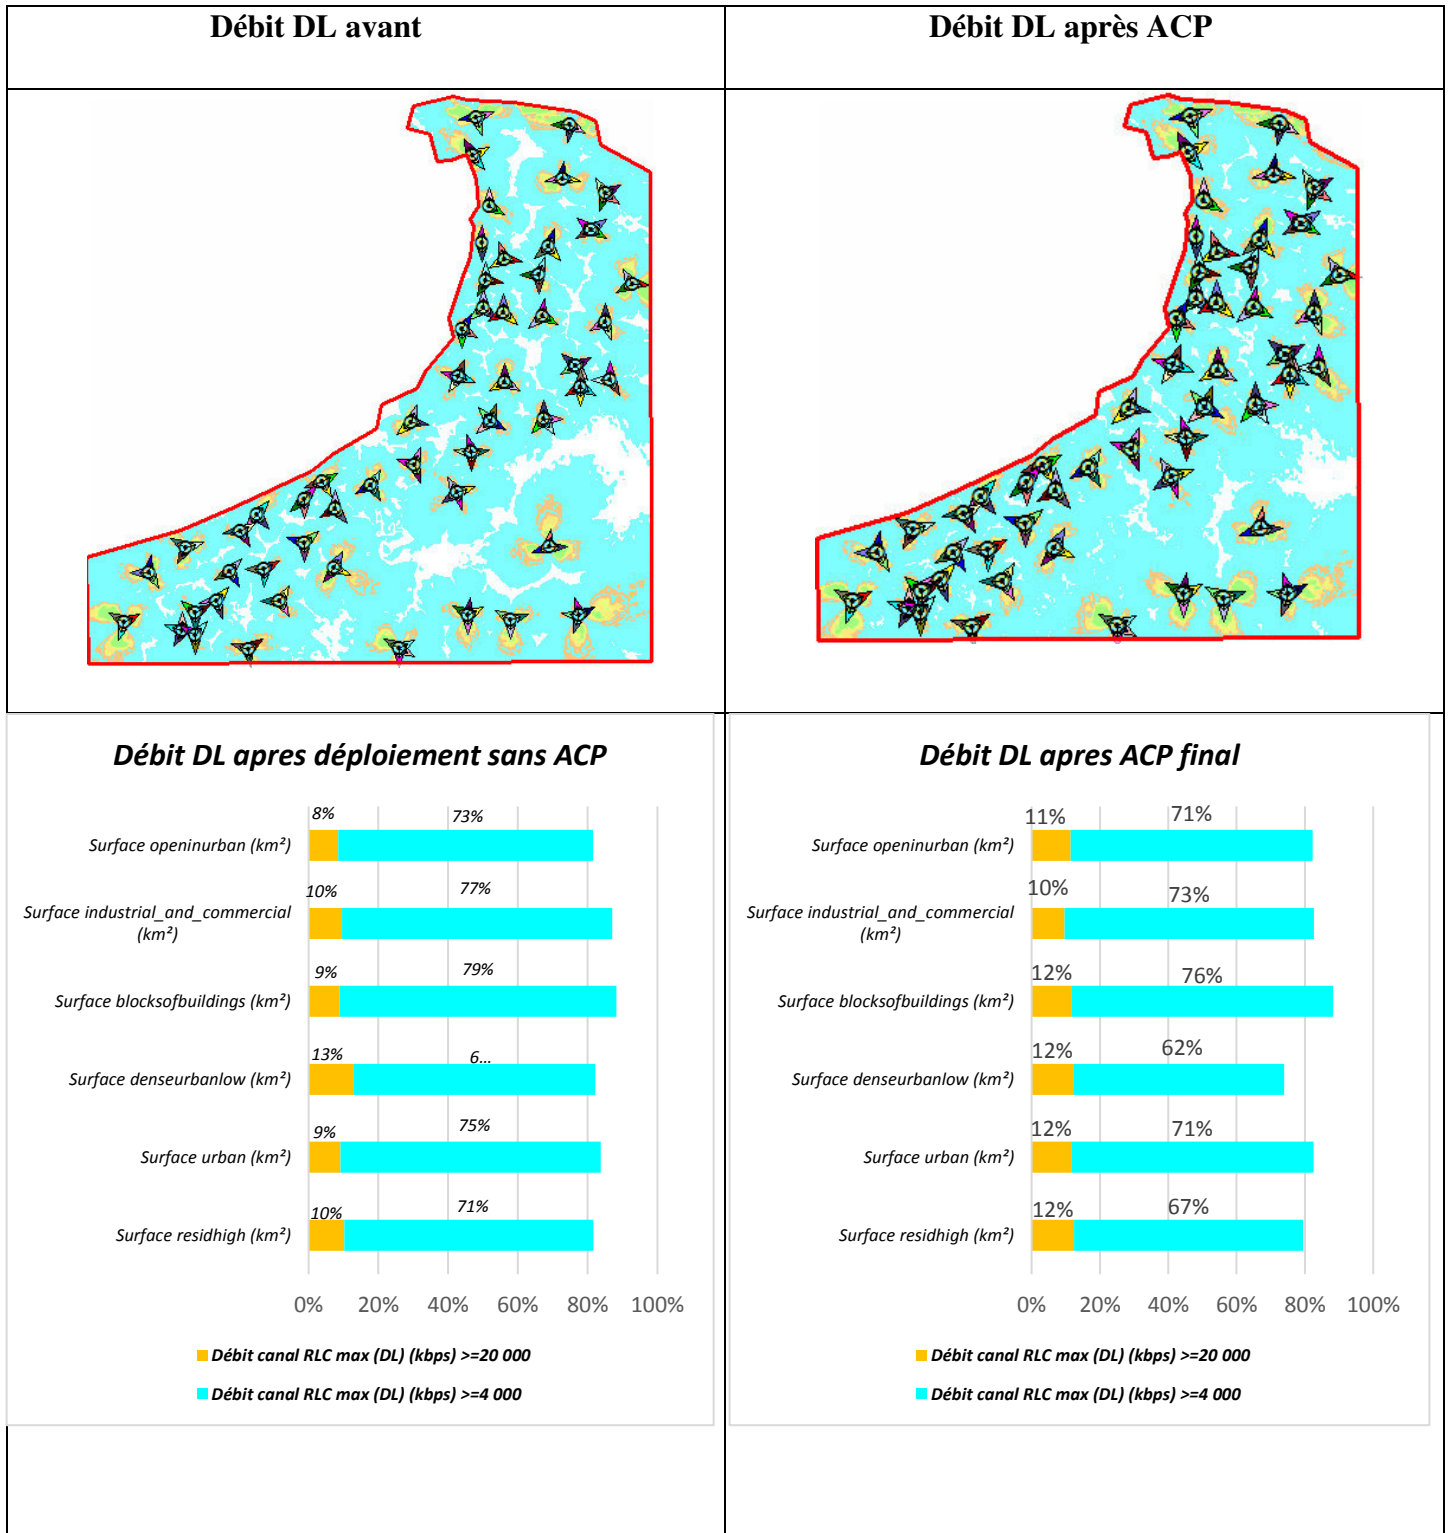 Débit DL avant
Débit DL après ACP
Débit DL apres déploiement sans ACP
8%
73%
Surface openinurban (km²)
10%
77%
Surface industrial_and_commercial
(km²)
9%
79%
Surface blocksofbuildings (km²)
13%
6...
Surface denseurbanlow (km²)
9%
75%
Surface urban (km²)
10%
71%
Surface residhigh (km²)
0% 20% 40% 60% 80% 100%
Débit canal RLC max (DL) (kbps) >=20 000
Débit canal RLC max (DL) (kbps) >=4 000
Débit DL apres ACP final
11%
71%
Surface openinurban (km²)
10%
73%
Surface industrial_and_commercial
(km²)
12%
76%
Surface blocksofbuildings (km²)
12%
62%
Surface denseurbanlow (km²)
12%
71%
Surface urban (km²)
12%
67%
Surface residhigh (km²)
0% 20% 40% 60% 80% 100%
Débit canal RLC max (DL) (kbps) >=20 000
Débit canal RLC max (DL) (kbps) >=4 000